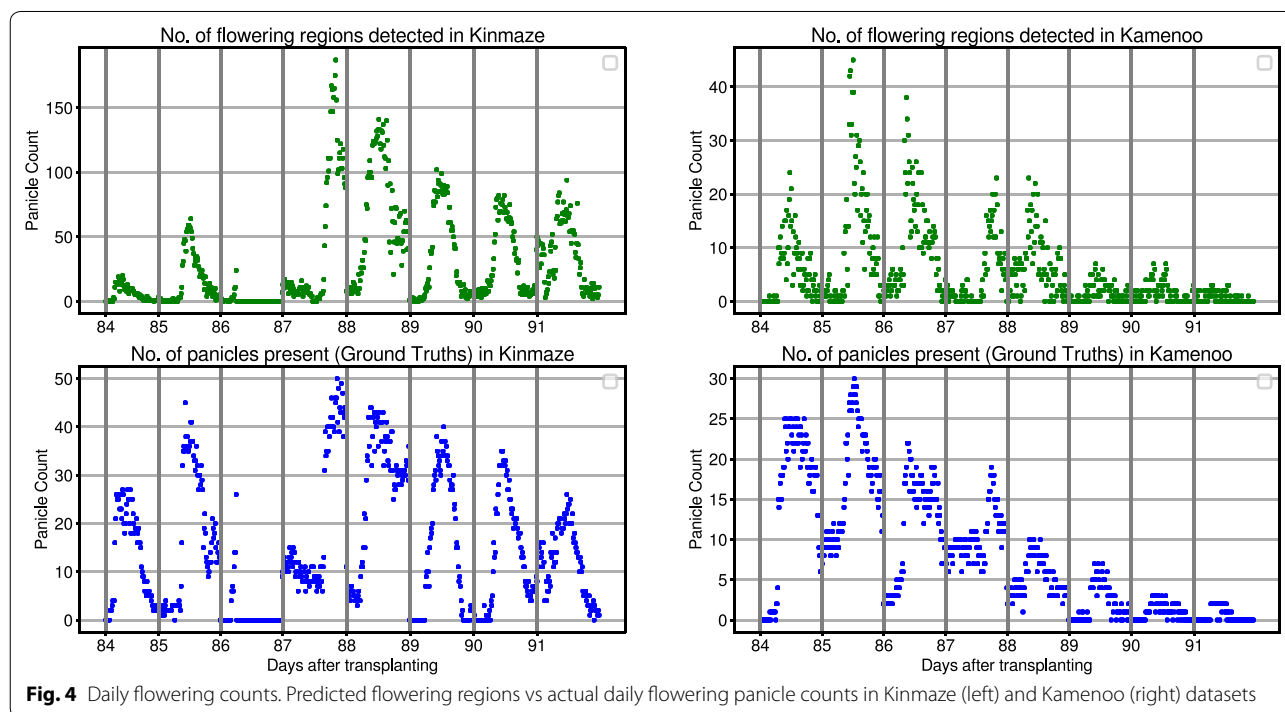 No. of flowering regions detected in Kinmaze
Panicle Count
150
100
50
0
84 85 86 87 88 89 90 91
No. of flowering regions detected in Kamenoo
Panicle Count
40
30
20
10
0
84 85 86 87 88 89 90 91
No. of panicles present (Ground Truths) in Kinmaze
Panicle Count
50
40
30
20
10
0
84 85 86 87 88 89 90 91
Days after transplanting
No. of panicles present (Ground Truths) in Kamenoo
Panicle Count
30
25
20
15
10
5
0
84 85 86 87 88 89 90 91
Days after transplanting
Fig. 4 Daily flowering counts. Predicted flowering regions vs actual daily flowering panicle counts in Kinmaze (left) and Kamenoo (right) datasets